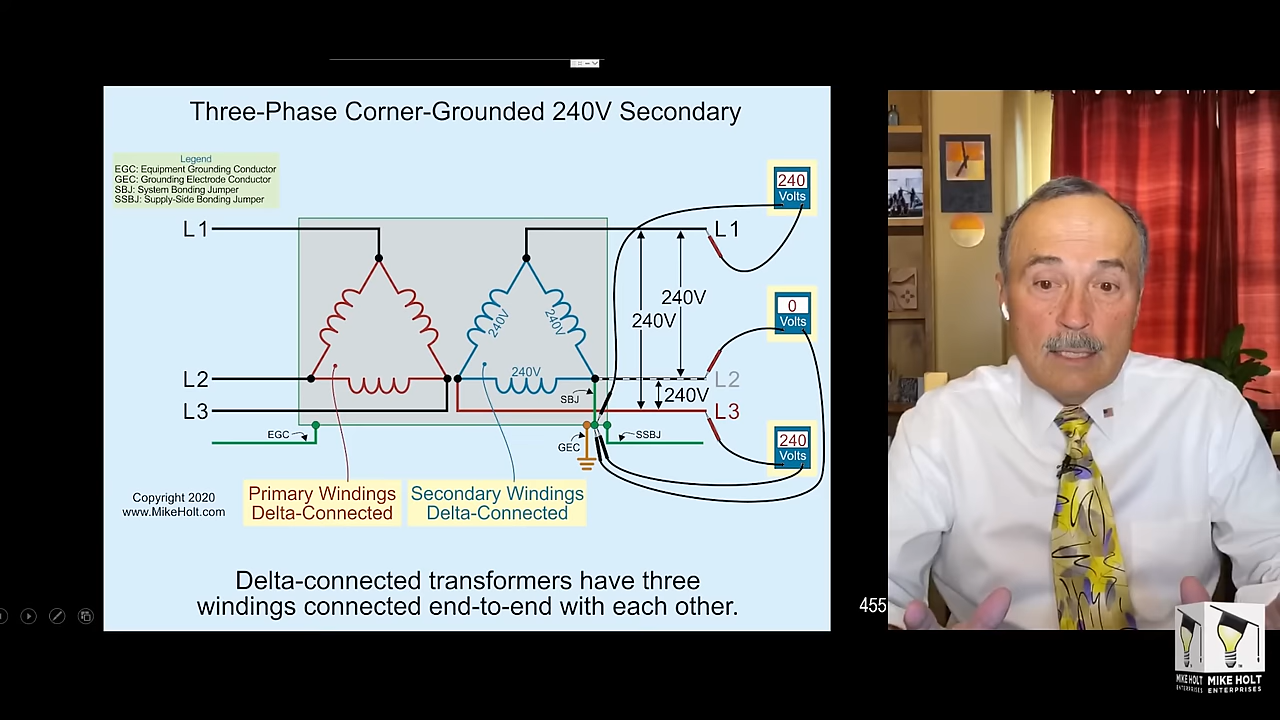 Three-Phase Corner-Grounded 240V Secondary
Legend
EGC: Equipment Grounding Conductor
GEC: Grounding Electrode Conductor
SBJ: System Bonding Jumper
SSBJ: Supply-Side Bonding Jumper
240
Volts
L1
L1
240V
240V
240V
240V
0
Volts
240V
L2
L2
SBJ
240V
L3
L3
EGC
GEC
SSBJ
240
Volts
Copyright 2020
www.MikeHolt.com
Primary Windings
Delta-Connected
Secondary Windings
Delta-Connected
Delta-connected transformers have three
windings connected end-to-end with each other.
455
MIKE HOLT
ENTERPRISES
MIKE HOLT
ENTERPRISES